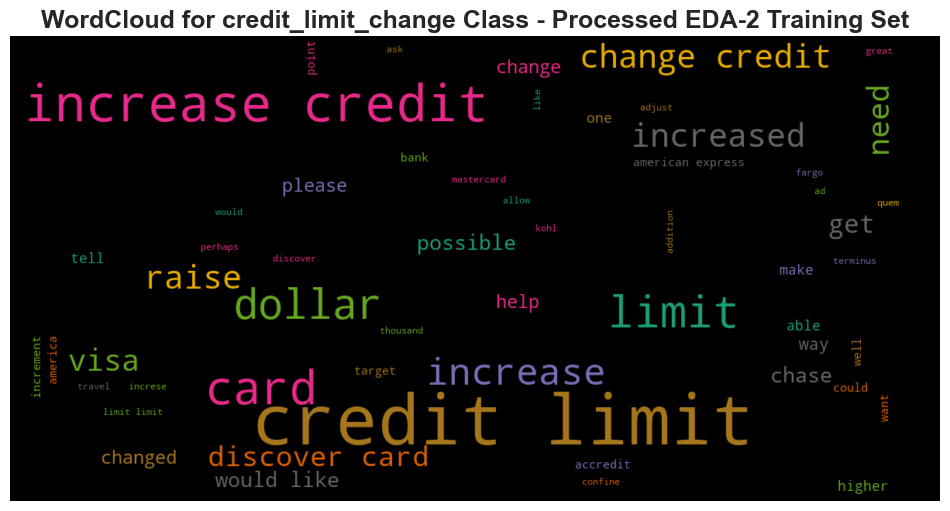 WordCloud for credit_limit_change Class - Processed EDA-2 Training Set
point
ask
change
change credit
great
increase credit
like
adjust
one
need
increased
american express
bank
fargo
please
mastercard
ad
allow
quem
would
kohl
addition
get
possible
perhaps
tell
discover
terminus
make
raise
dollar
help
limit
able
thousand
way
well
increment
america
visa
target
increase
chase
travel
increse
card
could
want
limit limit
credit limit
changed
discover card
accredit
would like
confine
higher